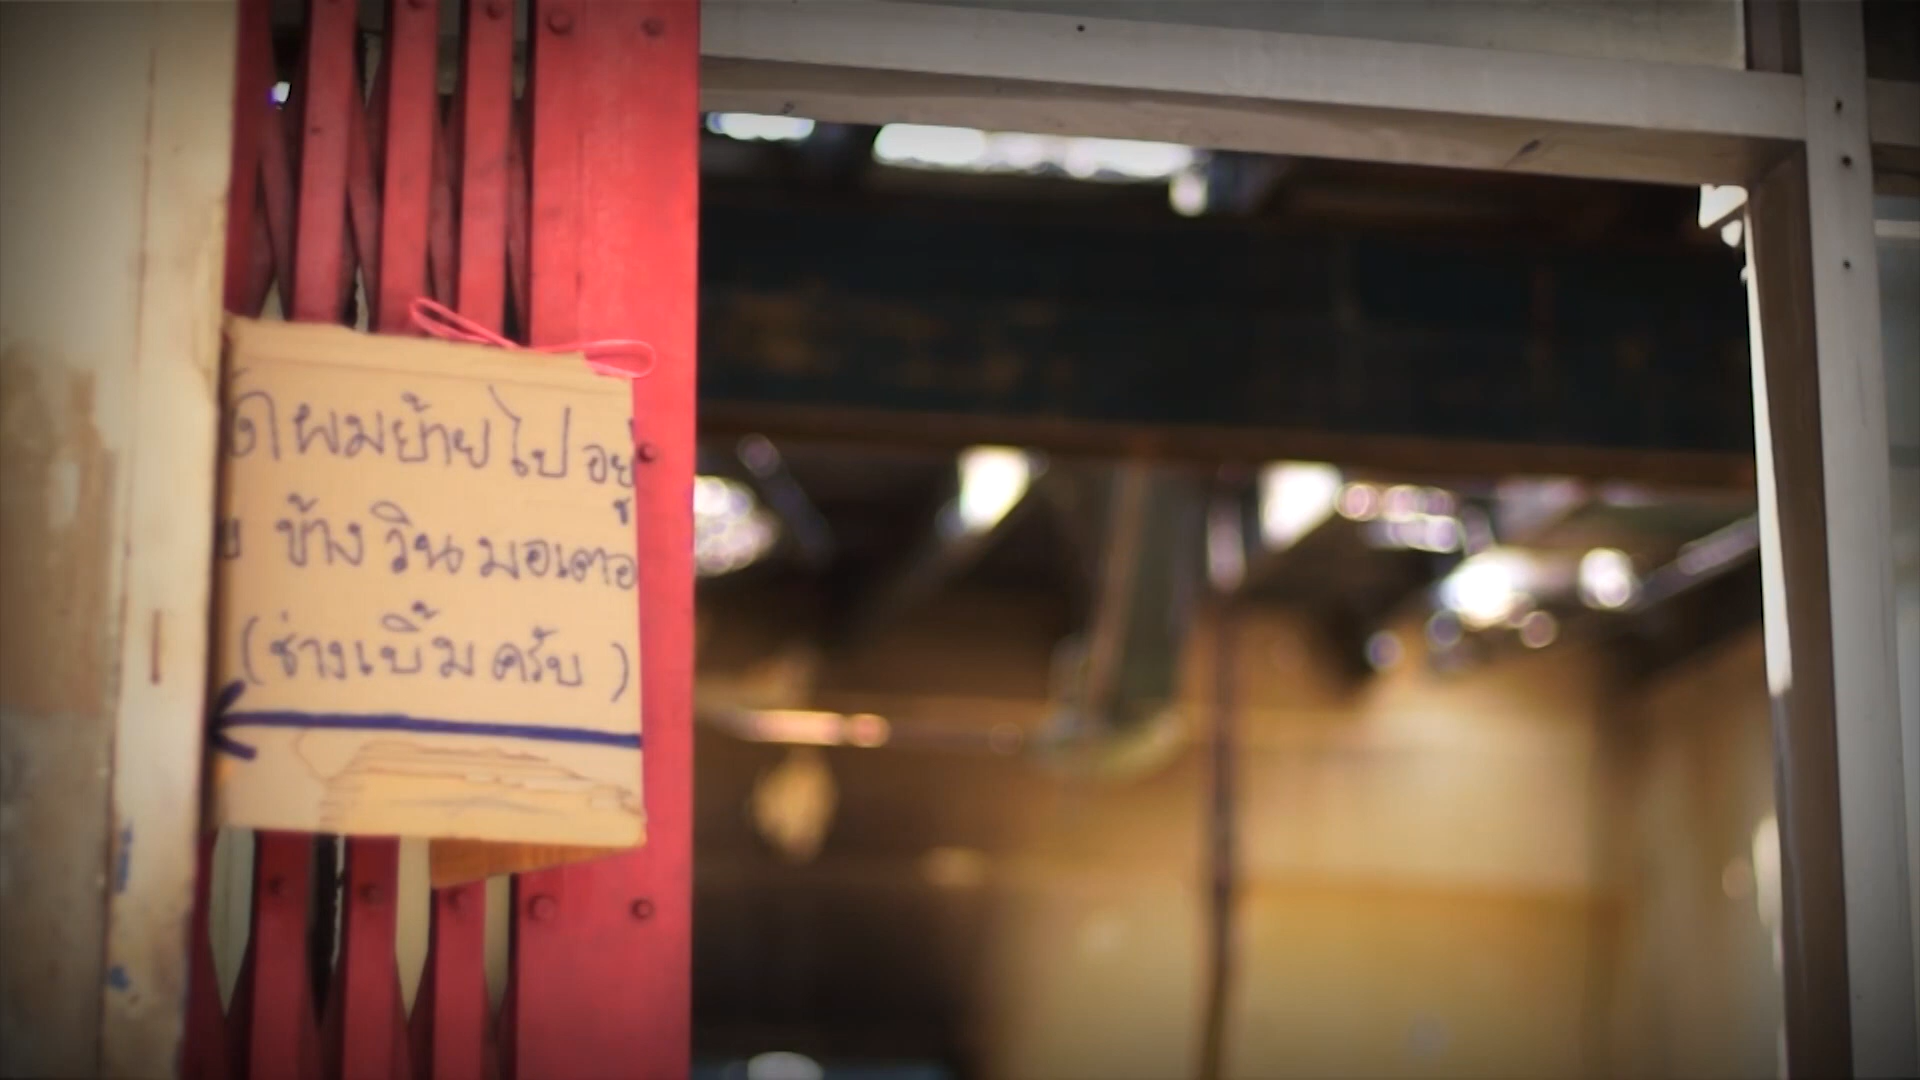 ัดผมย้ายไปอยู่
ย ข้างวินมอเตอ
(ช่างเบิ้มครับ)